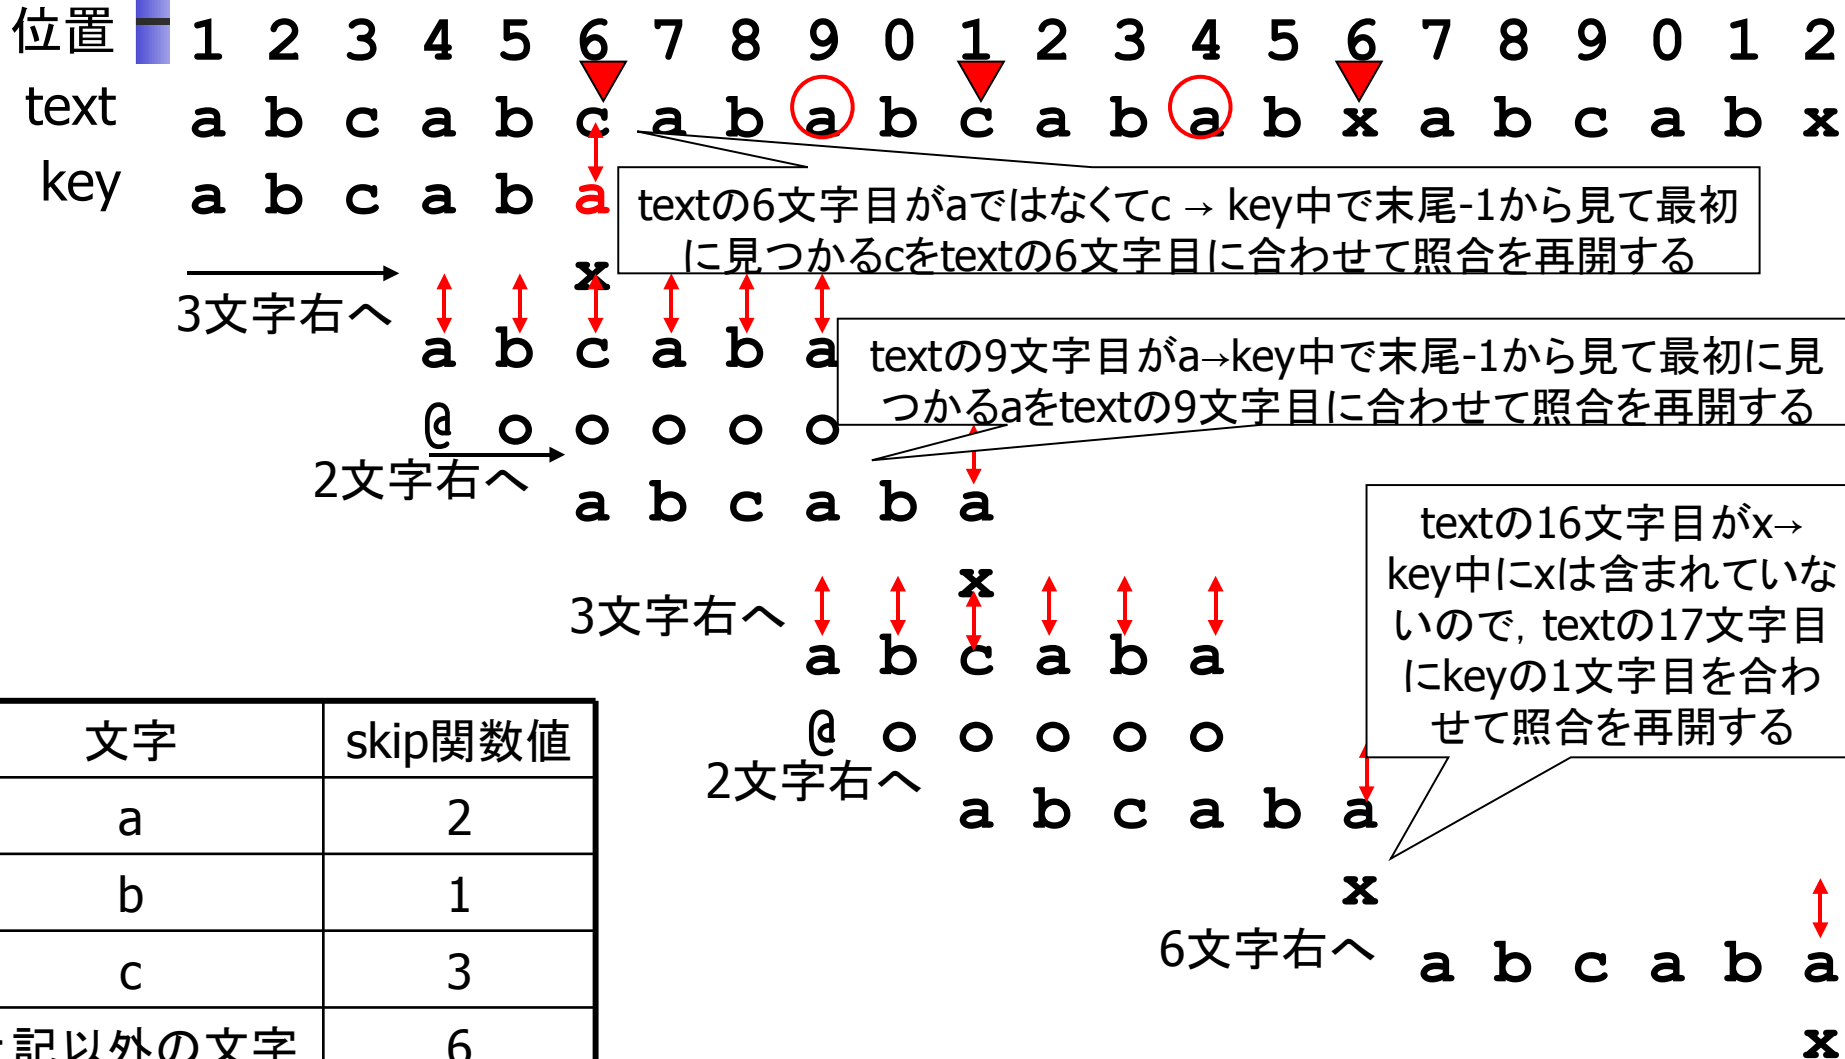 位置 1 2 3 4 5 6 7 8 9 0 1 2 3 4 5 6 7 8 9 0 1 2
text a b c a b c a b a b c a b a b x a b c a b x
key a b c a b a
textの6文字目がaではなくてc → key中で末尾-1から見て最初
に見つかるcをtextの6文字目に合わせて照合を再開する
x
3文字右へ
a b c a b a
textの9文字目がa→key中で末尾-1から見て最初に見
つかるaをtextの9文字目に合わせて照合を再開する
@ o o o o o
2文字右へ
a b c a b a
textの16文字目がx→
key中にxは含まれていな
いので，textの17文字目
にkeyの1文字目を合わ
せて照合を再開する
x
3文字右へ
a b c a b a
@ o o o o o
2文字右へ
a b c a b a
x
6文字右へ
a b c a b a
x
文字 skip関数値
a 2
b 1
c 3
記以外の文字 6